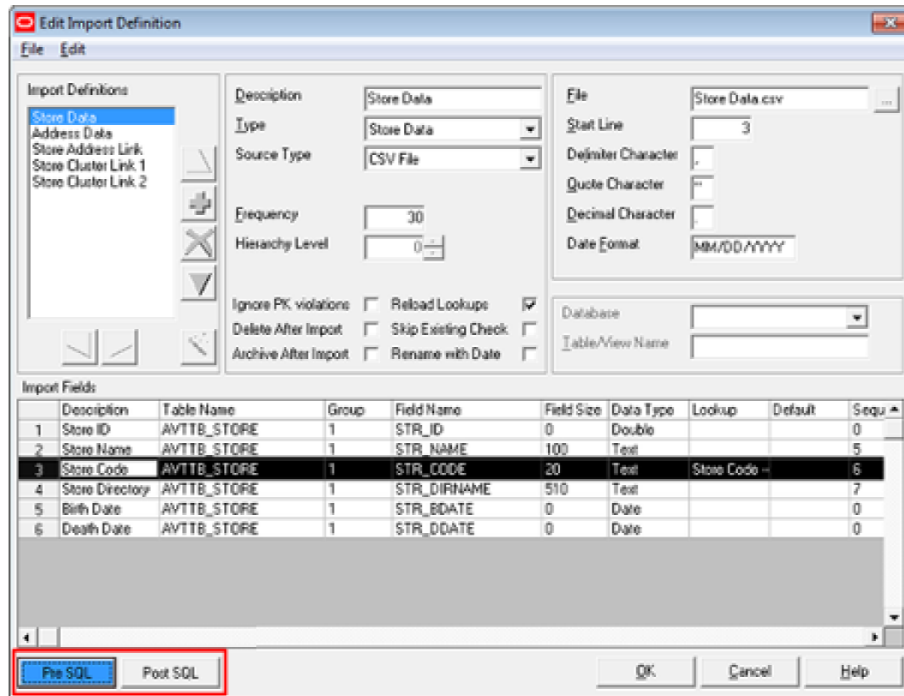 Edit Import Definition
File Edit
Import Definitions
Store Data
Address Data
Store Address Link
Store Cluster Link 1
Store Cluster Link 2
Description Store Data
Type Store Data
Source Type CSV File
Frequency 30
Hierarchy Level 0
Ignore PK violations Reload Lookups
Delete After Import Skip Existing Check
Archive After Import Rename with Date
File Store Data.csv ...
Start Line 3
Delimiter Character ,
Quote Character "
Decimal Character .
Date Format MM/DD/YYYY
Database
Table/View Name
Import Fields
Description Table Name Group Field Name Field Size Data Type Lookup Default Sequ
1 Store ID AVTTB_STORE 1 STR_ID 0 Double 0
2 Store Name AVTTB_STORE 1 STR_NAME 100 Text 5
3 Store Code AVTTB_STORE 1 STR_CODE 20 Text Store Code - 6
4 Store Directory AVTTB_STORE 1 STR_DIRNAME 510 Text 7
5 Birth Date AVTTB_STORE 1 STR_BDATE 0 Date 0
6 Death Date AVTTB_STORE 1 STR_DDATE 0 Date 0
Pre SQL Post SQL OK Cancel Help